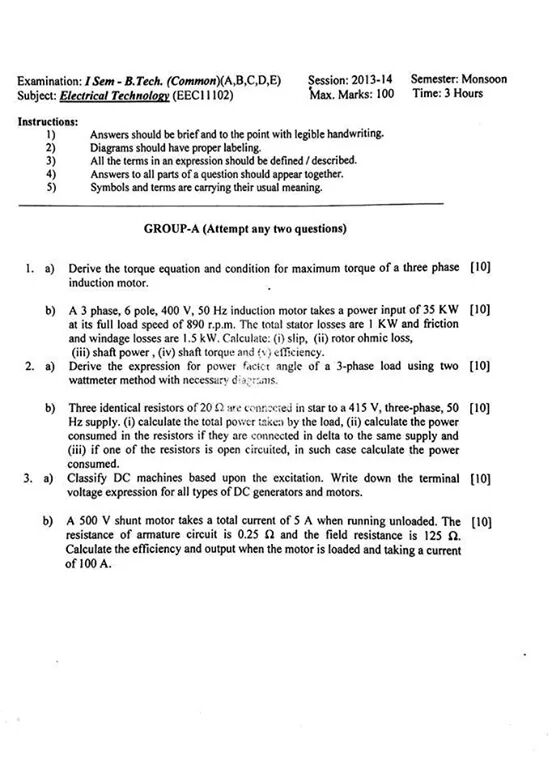 Examination: I Sem - B.Tech. (Common)(A,B,C,D,E) Session: 2013-14 Semester: Monsoon
Subject: Electrical Technology (EEC11102) Max. Marks: 100 Time: 3 Hours
Instructions:
1) Answers should be brief and to the point with legible handwriting.
2) Diagrams should have proper labeling.
3) All the terms in an expression should be defined / described.
4) Answers to all parts of a question should appear together.
5) Symbols and terms are carrying their usual meaning.
GROUP-A (Attempt any two questions)
1. a) Derive the torque equation and condition for maximum torque of a three phase [10]
induction motor.
b) A 3 phase, 6 pole, 400 V, 50 Hz induction motor takes a power input of 35 KW [10]
at its full load speed of 890 r.p.m. The total stator losses are 1 KW and friction
and windage losses are 1.5 kW. Calculate: (i) slip, (ii) rotor ohmic loss,
(iii) shaft power , (iv) shaft torque and (v) efficiency.
2. a) Derive the expression for power factor angle of a 3-phase load using two [10]
wattmeter method with necessary diagrams.
b) Three identical resistors of 20 Ω are connected in star to a 415 V, three-phase, 50 [10]
Hz supply. (i) calculate the total power taken by the load, (ii) calculate the power
consumed in the resistors if they are connected in delta to the same supply and
(iii) if one of the resistors is open circuited, in such case calculate the power
consumed.
3. a) Classify DC machines based upon the excitation. Write down the terminal [10]
voltage expression for all types of DC generators and motors.
b) A 500 V shunt motor takes a total current of 5 A when running unloaded. The [10]
resistance of armature circuit is 0.25 Ω and the field resistance is 125 Ω.
Calculate the efficiency and output when the motor is loaded and taking a current
of 100 A.